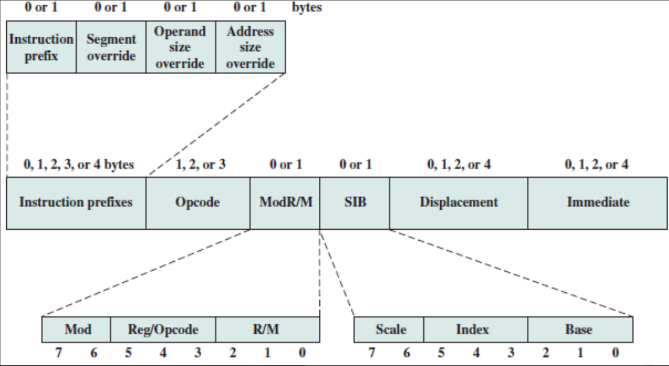 0 or 1 0 or 1 0 or 1 0 or 1 bytes
Instruction prefix Segment override Operand size override Address size override
0, 1, 2, 3, or 4 bytes 1, 2, or 3 0 or 1 0 or 1 0, 1, 2, or 4 0, 1, 2, or 4
Instruction prefixes Opcode ModR/M SIB Displacement Immediate
Mod Reg/Opcode R/M Scale Index Base
7 6 5 4 3 2 1 0 7 6 5 4 3 2 1 0